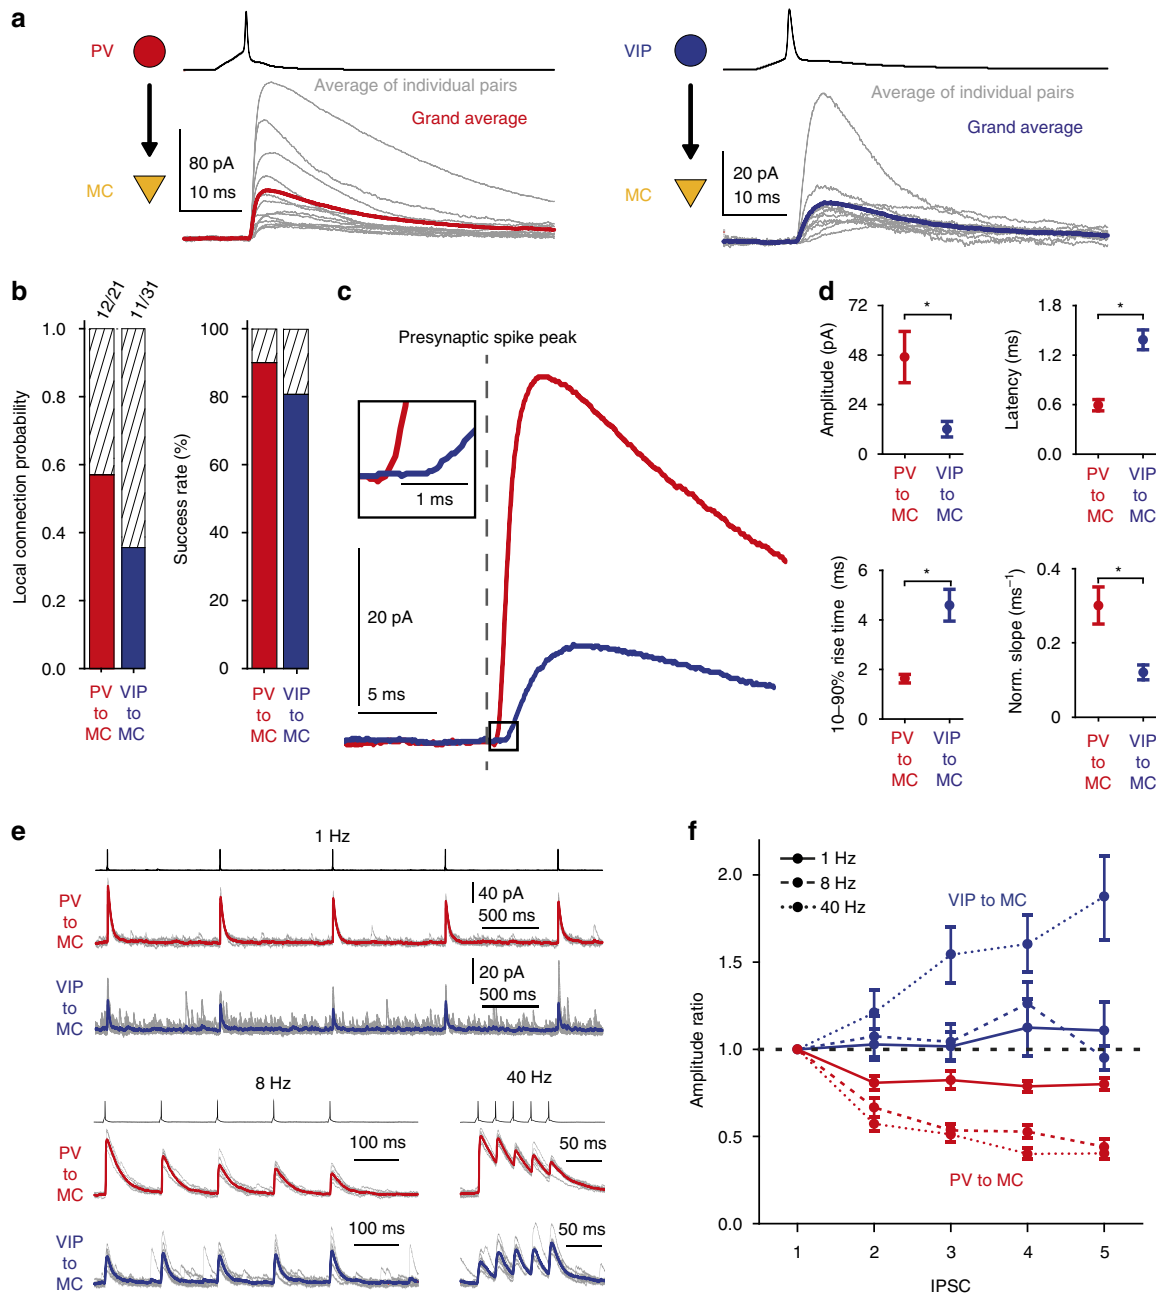 a
PV
Average of individual pairs
Grand average
80 pA
10 ms
MC
VIP
Average of individual pairs
Grand average
20 pA
10 ms
MC
b
12/21
11/31
Local connection probability
1.0
0.8
0.6
0.4
0.2
0.0
PV
to
MC
VIP
to
MC
Success rate (%)
100
80
60
40
20
0
PV
to
MC
VIP
to
MC
c
Presynaptic spike peak
1 ms
20 pA
5 ms
d
Amplitude (pA)
72
48
24
0
*
PV
to
MC
VIP
to
MC
Latency (ms)
1.8
1.2
0.6
0.0
*
PV
to
MC
VIP
to
MC
10–90% rise time (ms)
6
4
2
0
*
PV
to
MC
VIP
to
MC
Norm. slope (ms⁻¹)
0.4
0.2
0
*
PV
to
MC
VIP
to
MC
e
1 Hz
PV
to
MC
40 pA
500 ms
VIP
to
MC
20 pA
500 ms
8 Hz
40 Hz
PV
to
MC
100 ms
50 ms
VIP
to
MC
100 ms
50 ms
f
1 Hz
8 Hz
40 Hz
VIP to MC
PV to MC
Amplitude ratio
2.0
1.5
1.0
0.5
0.0
1
2
3
4
5
IPSC